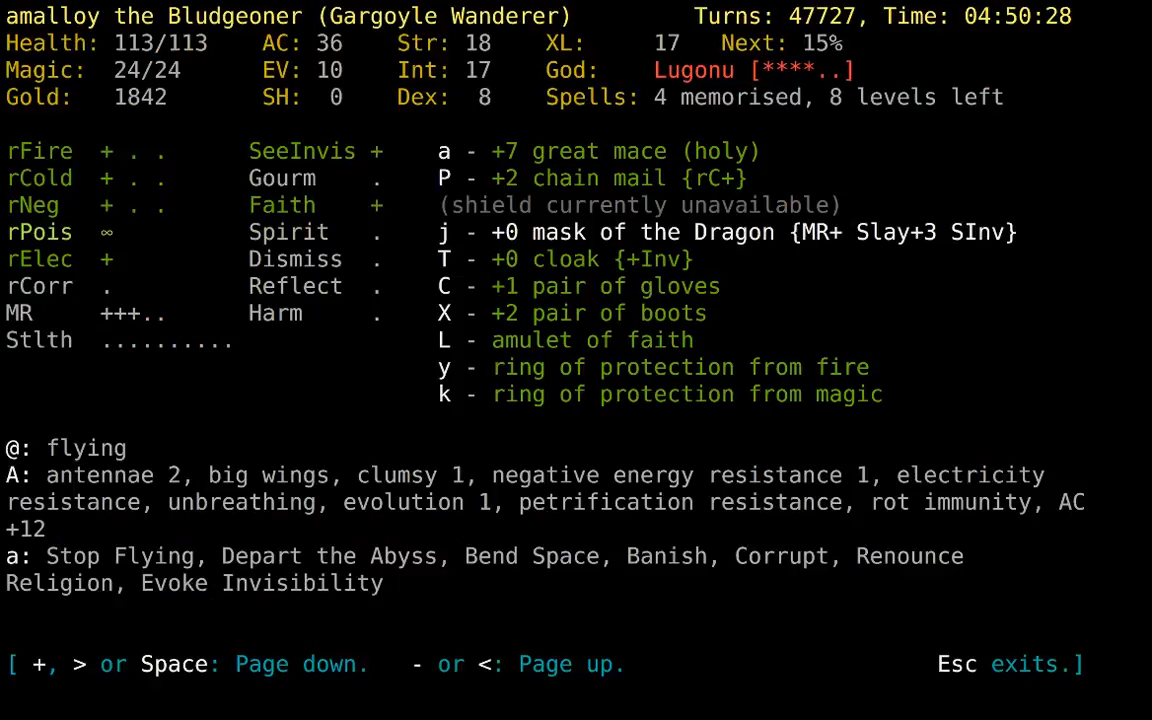 amalloy the Bludgeoner (Gargoyle Wanderer) Turns: 47727, Time: 04:50:28
Health: 113/113 AC: 36 Str: 18 XL: 17 Next: 15%
Magic: 24/24 EV: 10 Int: 17 God: Lugonu [****..]
Gold: 1842 SH: 0 Dex: 8 Spells: 4 memorised, 8 levels left
rFire + . . SeeInvis + a - +7 great mace (holy)
rCold + . . Gourm . P - +2 chain mail {rC+}
rNeg + . . Faith + (shield currently unavailable)
rPois ∞ Spirit . j - +0 mask of the Dragon {MR+ Slay+3 SInv}
rElec + Dismiss . T - +0 cloak {+Inv}
rCorr . Reflect . C - +1 pair of gloves
MR +++.. Harm . X - +2 pair of boots
Stlth .......... L - amulet of faith
y - ring of protection from fire
k - ring of protection from magic
@: flying
A: antennae 2, big wings, clumsy 1, negative energy resistance 1, electricity
resistance, unbreathing, evolution 1, petrification resistance, rot immunity, AC
+12
a: Stop Flying, Depart the Abyss, Bend Space, Banish, Corrupt, Renounce
Religion, Evoke Invisibility
[ +, > or Space: Page down. - or <: Page up. Esc exits.]